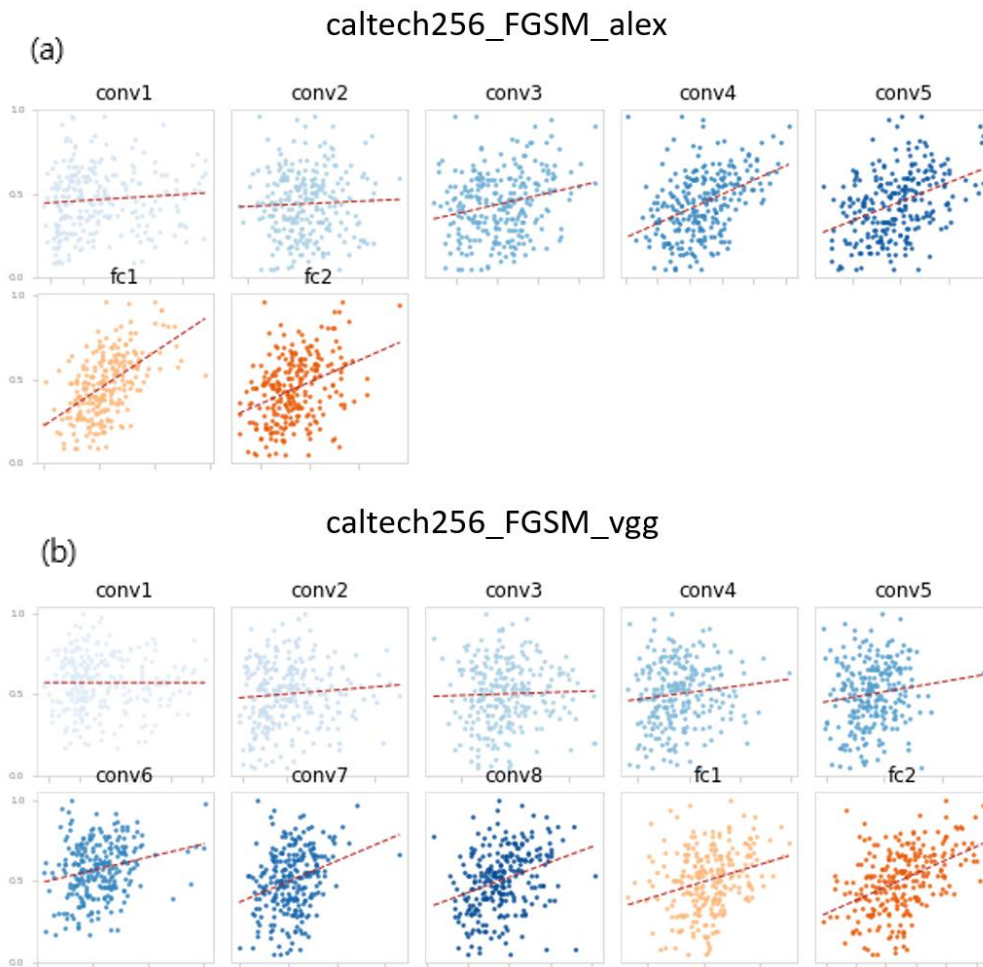 caltech256_FGSM_alex
(a)
conv1 conv2 conv3 conv4 conv5
1.0
0.5
0.0
fc1 fc2
1.0
0.5
0.0
caltech256_FGSM_vgg
(b)
conv1 conv2 conv3 conv4 conv5
1.0
0.5
0.0
conv6 conv7 conv8 fc1 fc2
1.0
0.5
0.0